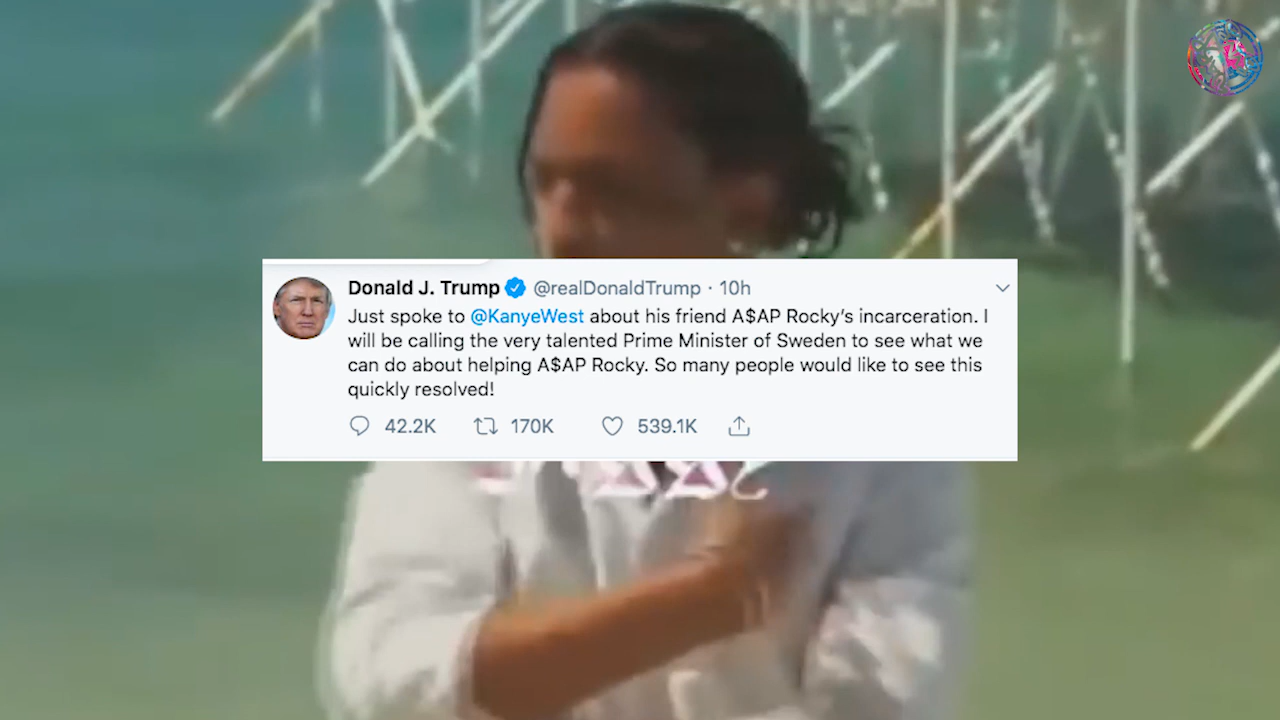 Donald J. Trump @realDonaldTrump · 10h
Just spoke to @KanyeWest about his friend A$AP Rocky's incarceration. I
will be calling the very talented Prime Minister of Sweden to see what we
can do about helping A$AP Rocky. So many people would like to see this
quickly resolved!
42.2K 170K 539.1K